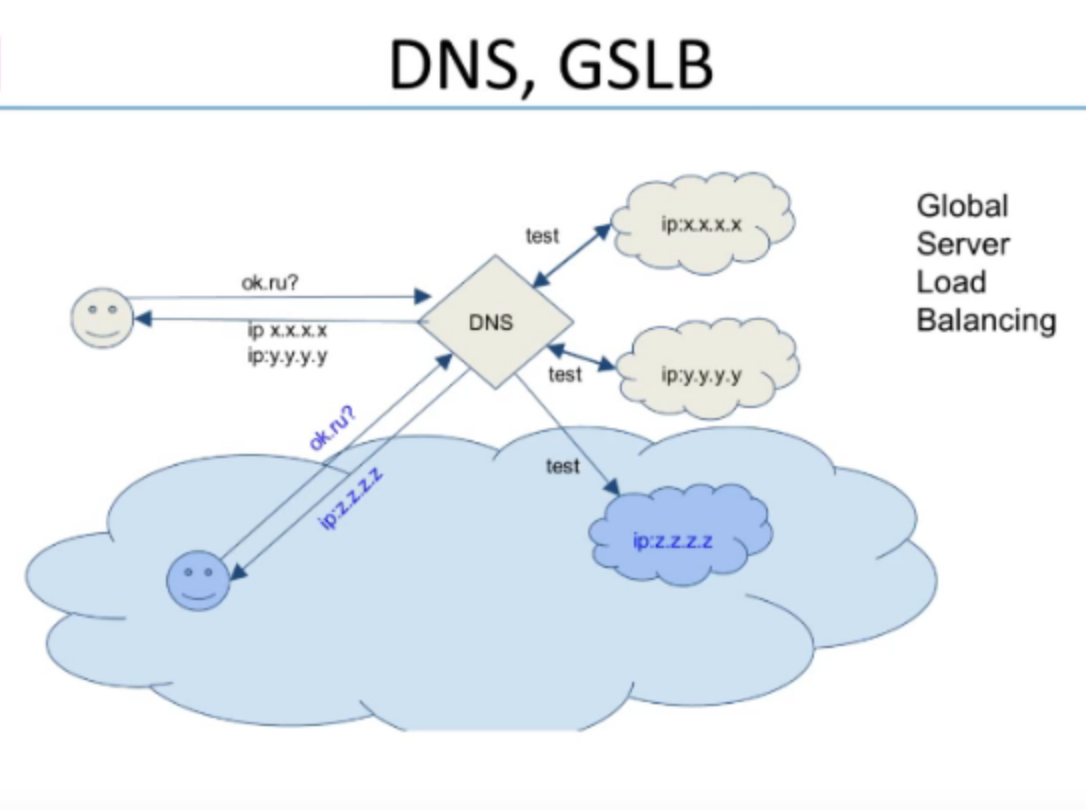 DNS, GSLB
Global
Server
Load
Balancing
ok.ru?
ip x.x.x.x
ip:y.y.y.y
DNS
test
ip:x.x.x.x
test
ip:y.y.y.y
ok.ru?
ip:z.z.z.z
test
ip:z.z.z.z